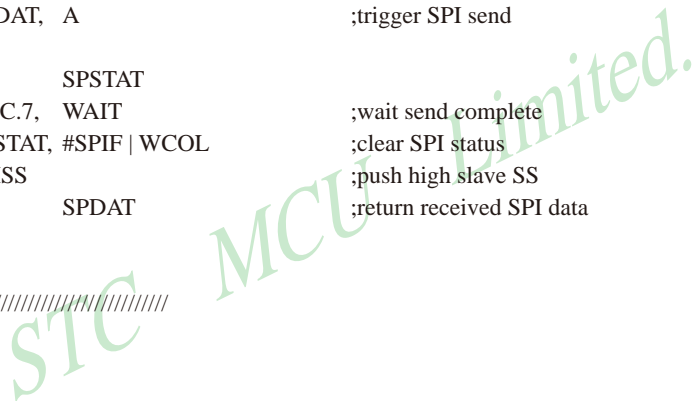 DAT, A ;trigger SPI send
SPSTAT
C.7, WAIT ;wait send complete
STAT, #SPIF | WCOL ;clear SPI status
SS ;push high slave SS
SPDAT ;return received SPI data
/////////////////////////
STC MCU Limited.